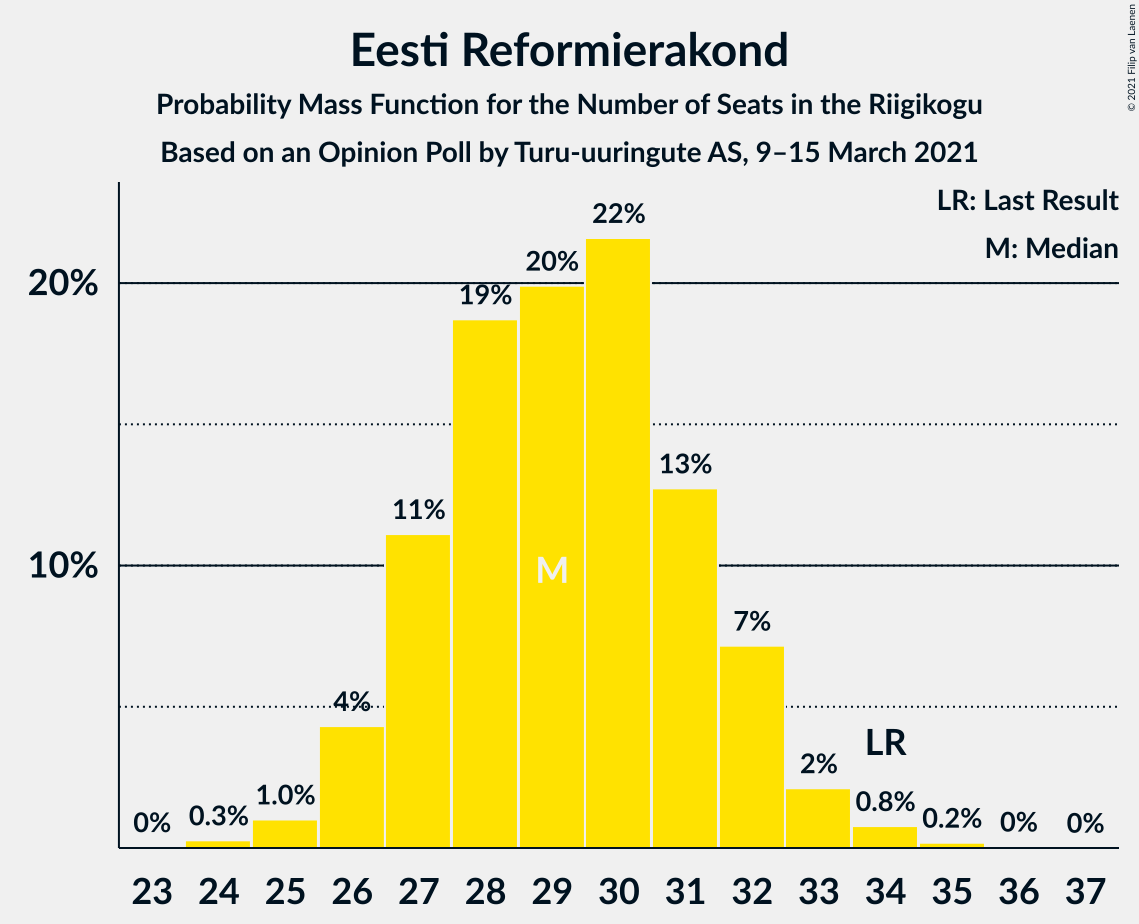 Eesti Reformierakond
Probability Mass Function for the Number of Seats in the Riigikogu
Based on an Opinion Poll by Turu-uuringute AS, 9–15 March 2021
© 2021 Filip van Laenen
LR: Last Result
M: Median
20%
10%
0%
0.3%
1.0%
4%
11%
19%
20%
22%
13%
7%
2%
0.8%
0.2%
0%
0%
M
LR
23 24 25 26 27 28 29 30 31 32 33 34 35 36 37